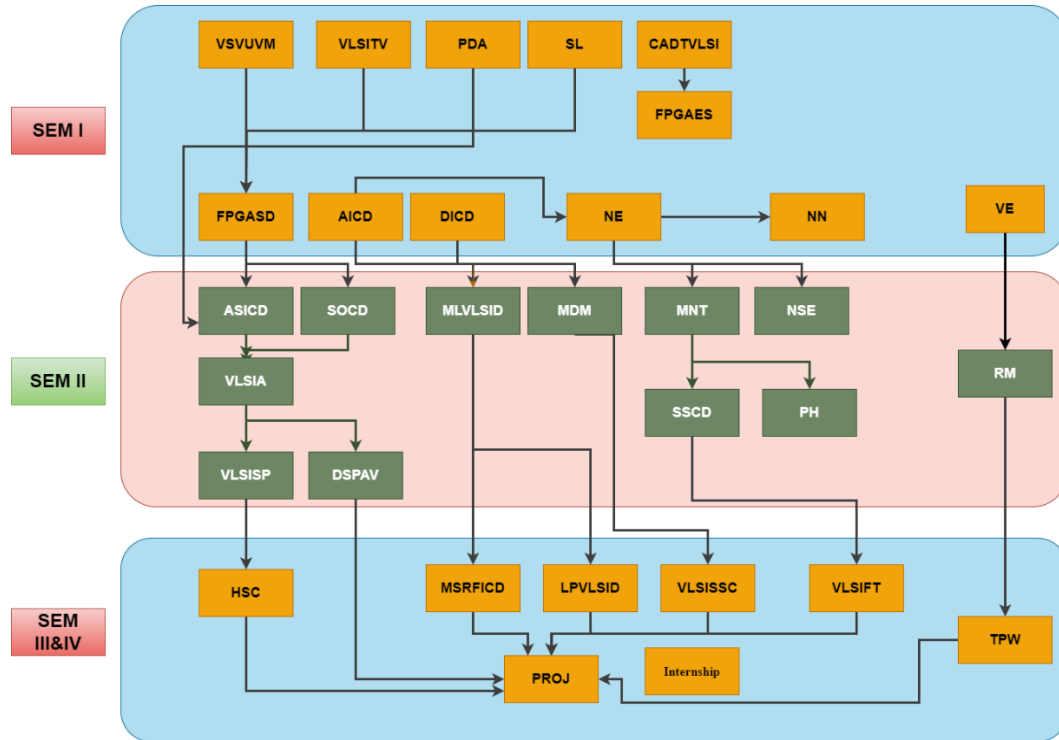 VSVUVM
VLSITV
PDA
SL
CADTVLSI
SEM I
FPGAES
FPGASD
AICD
DICD
NE
NN
VE
ASICD
SOCD
MLVLSID
MDM
MNT
NSE
SEM II
VLSIA
SSCD
PH
RM
VLSISP
DSPAV
HSC
MSRFICD
LPVLSID
VLSISSC
VLSIFT
SEM
III&IV
TPW
PROJ
Internship